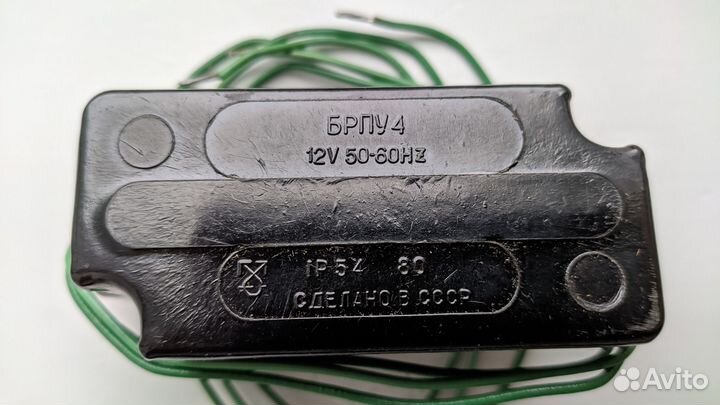 БРПУ4
12V 50-60Hz
IP54 80
СДЕЛАНО В СССР
Avito